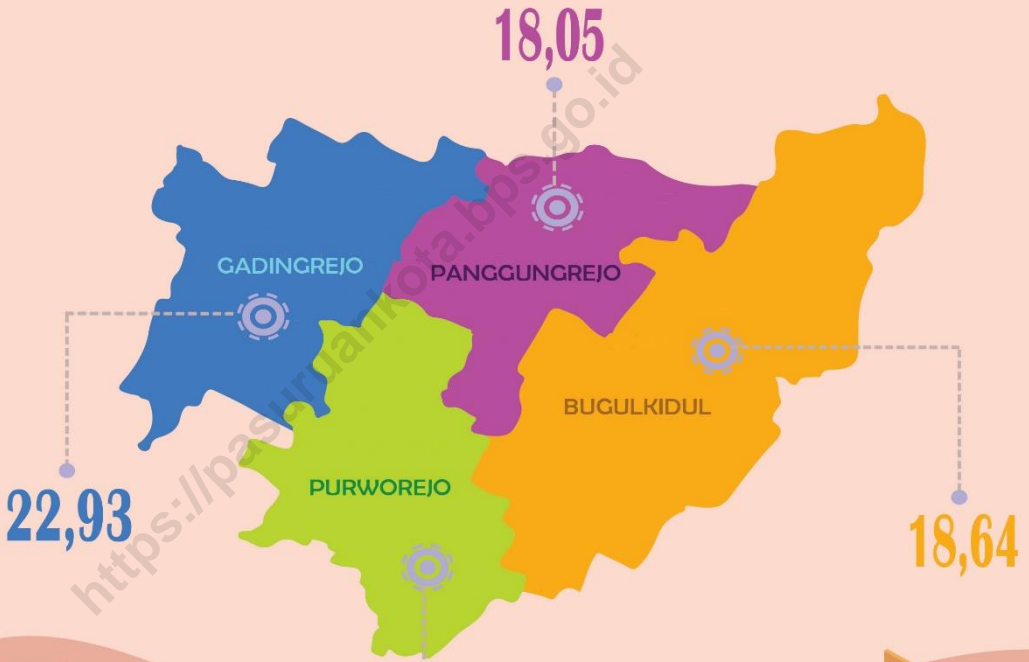 18,05
GADINGREJO
PANGGUNGREJO
BUGULKIDUL
PURWOREJO
22,93
18,64
https://pasuruankota.bps.go.id